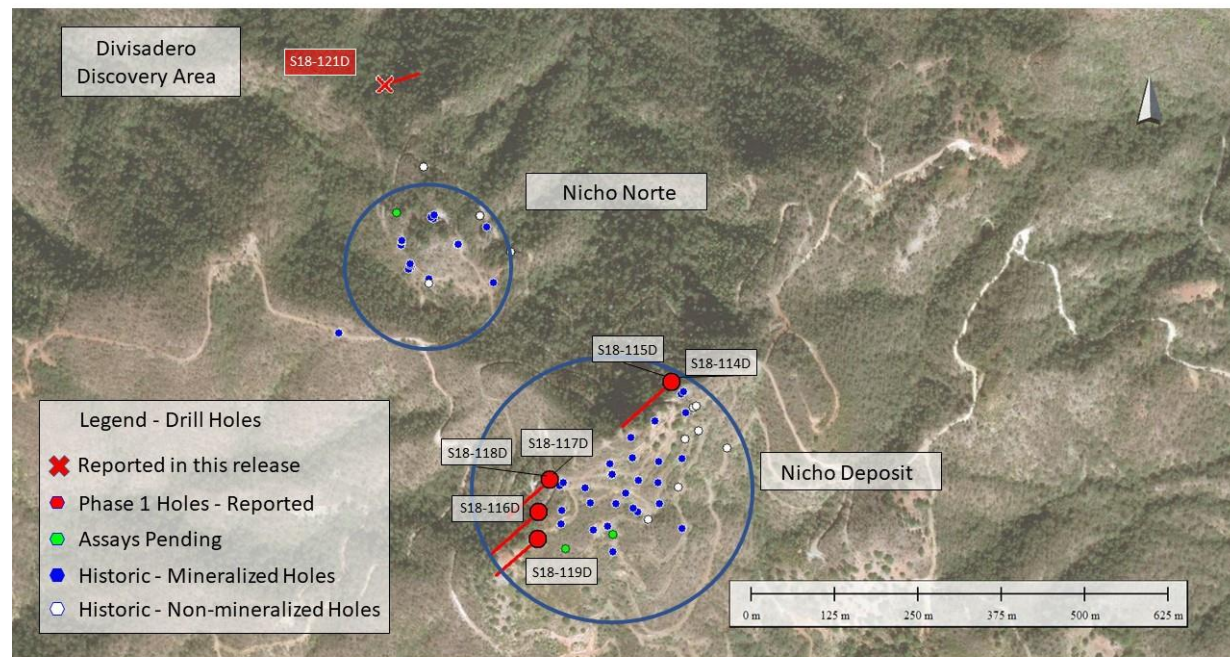 Divisadero
Discovery Area
S18-121D
Nicho Norte
S18-115D
S18-114D
S18-117D
S18-118D
S18-116D
S18-119D
Nicho Deposit
Legend - Drill Holes
Reported in this release
Phase 1 Holes - Reported
Assays Pending
Historic - Mineralized Holes
Historic - Non-mineralized Holes
0 m 125 m 250 m 375 m 500 m 625 m